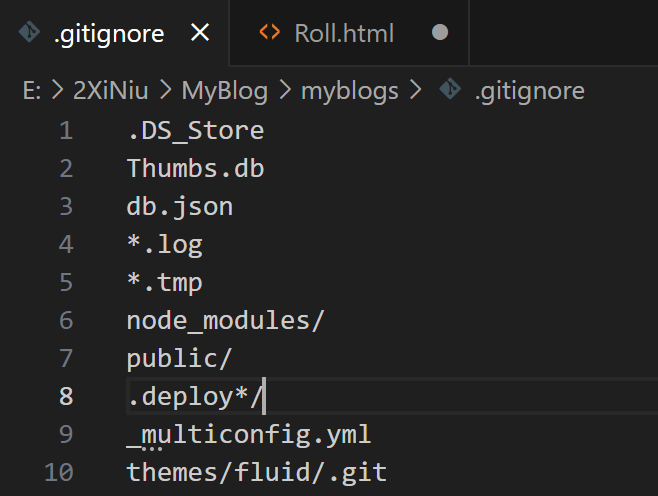 .gitignore × <> Roll.html ●
E: > 2XiNiu > MyBlog > myblogs > .gitignore
1 .DS_Store
2 Thumbs.db
3 db.json
4 *.log
5 *.tmp
6 node_modules/
7 public/
8 .deploy*/
9 _multiconfig.yml
10 themes/fluid/.git